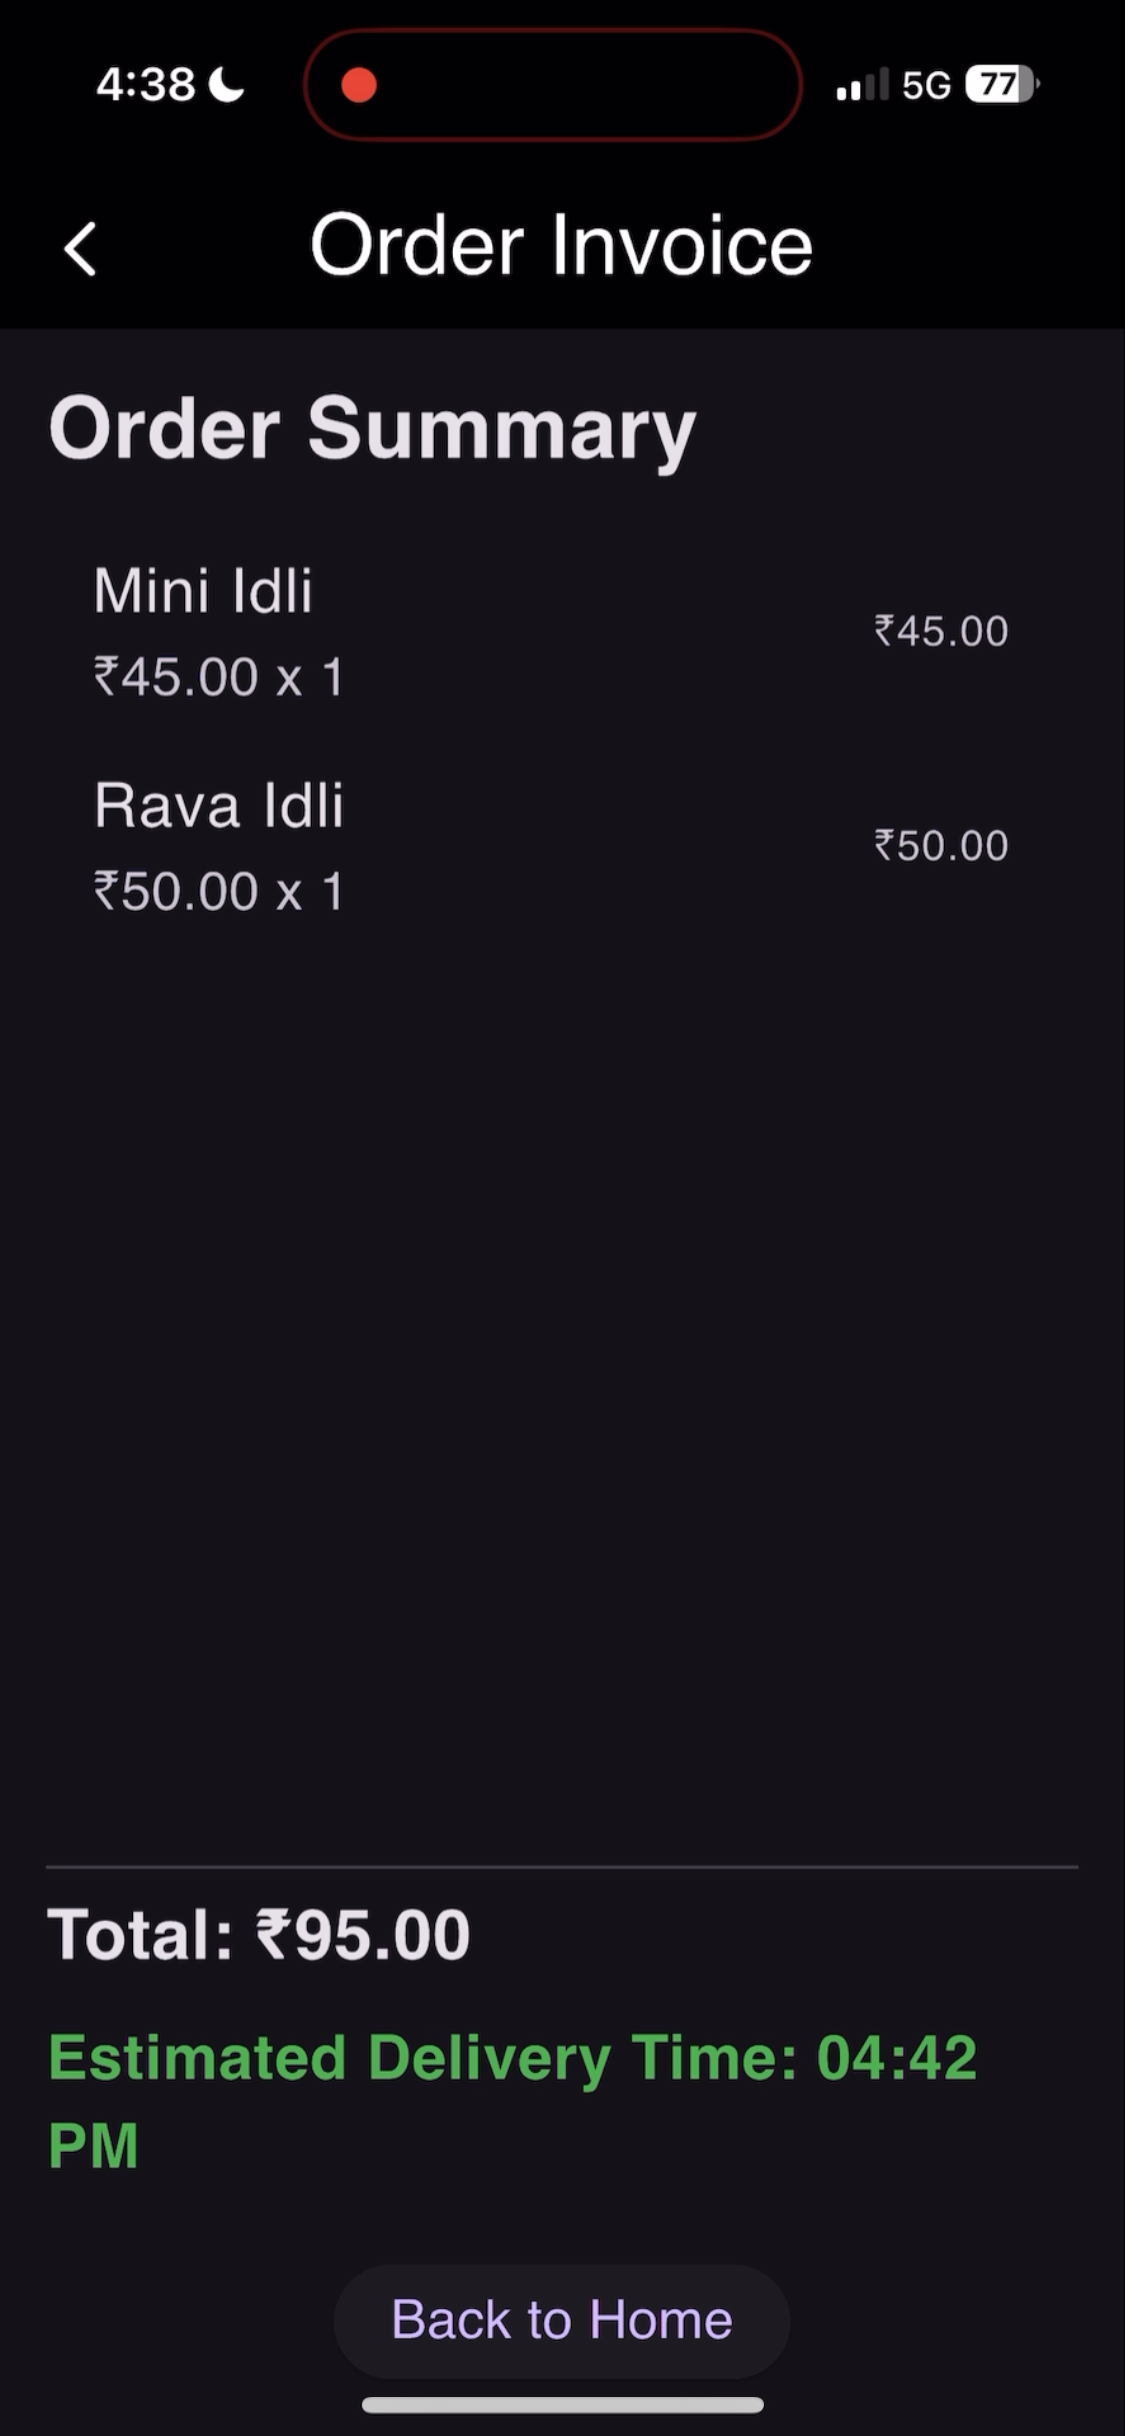 4:38
5G 77
Order Invoice
Order Summary
Mini Idli
₹45.00 x 1
₹45.00
Rava Idli
₹50.00 x 1
₹50.00
Total: ₹95.00
Estimated Delivery Time: 04:42
PM
Back to Home